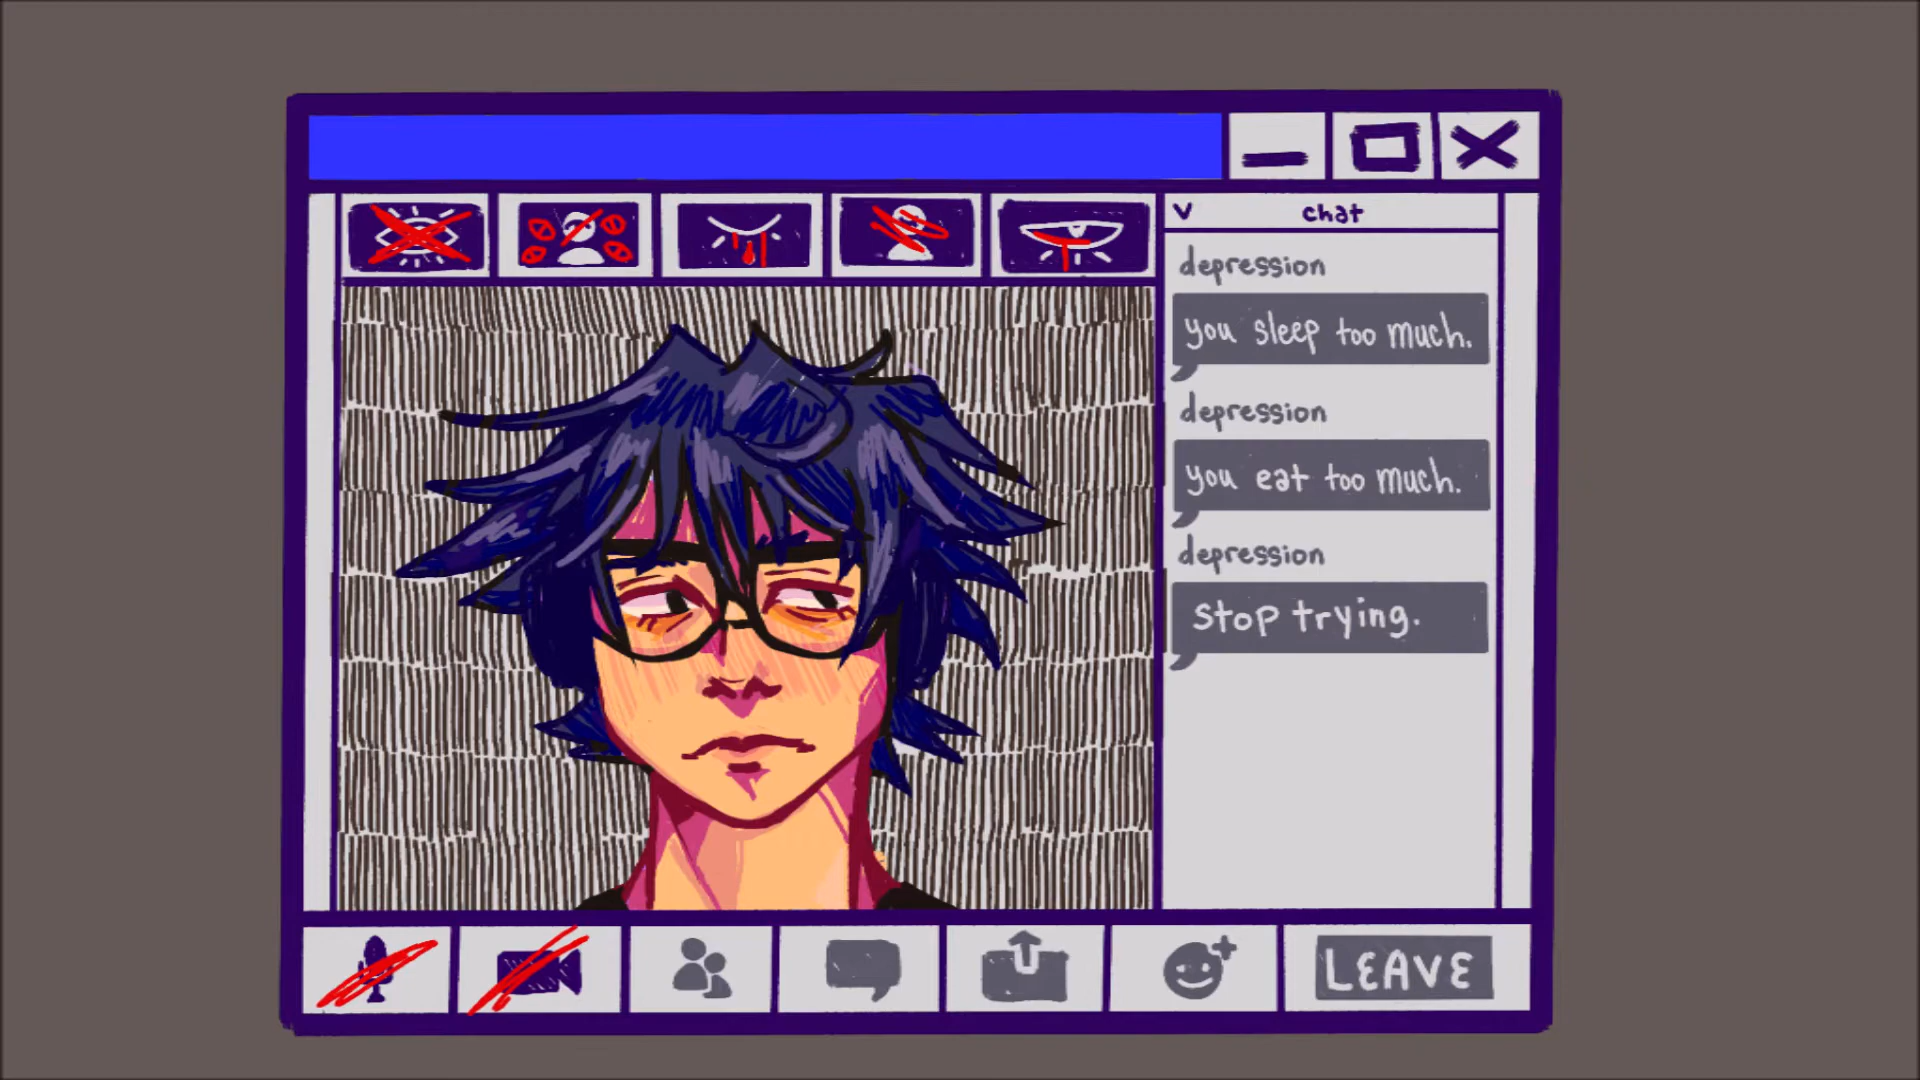 chat
depression
you sleep too much.
depression
you eat too much.
depression
stop trying.
LEAVE